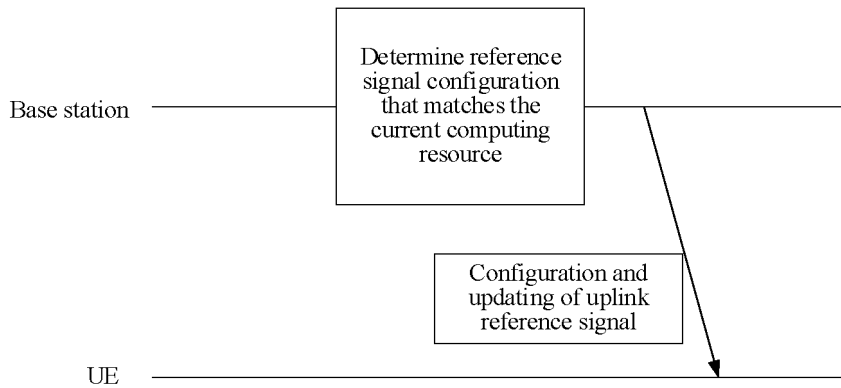 Determine reference
signal configuration
that matches the
current computing
resource
Base station
Configuration and
updating of uplink
reference signal
UE